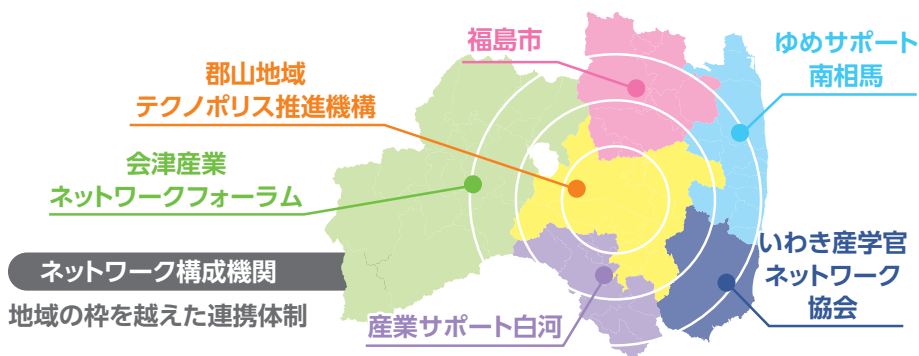 福島市
ゆめサポート
南相馬
郡山地域
テクノポリス推進機構
会津産業
ネットワークフォーラム
いわき産学官
ネットワーク
協会
ネットワーク構成機関
地域の枠を越えた連携体制
産業サポート白河